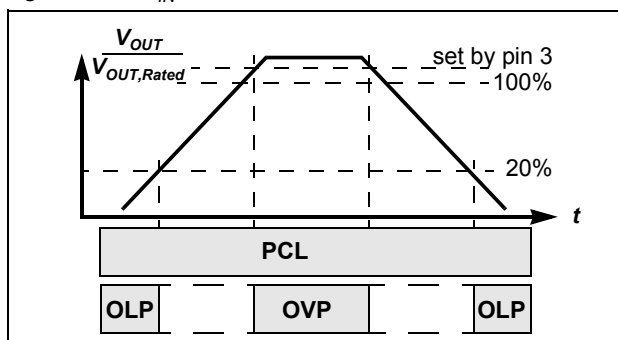 V_OUT
V_OUT,Rated
set by pin 3
100%
20%
t
PCL
OLP OVP OLP